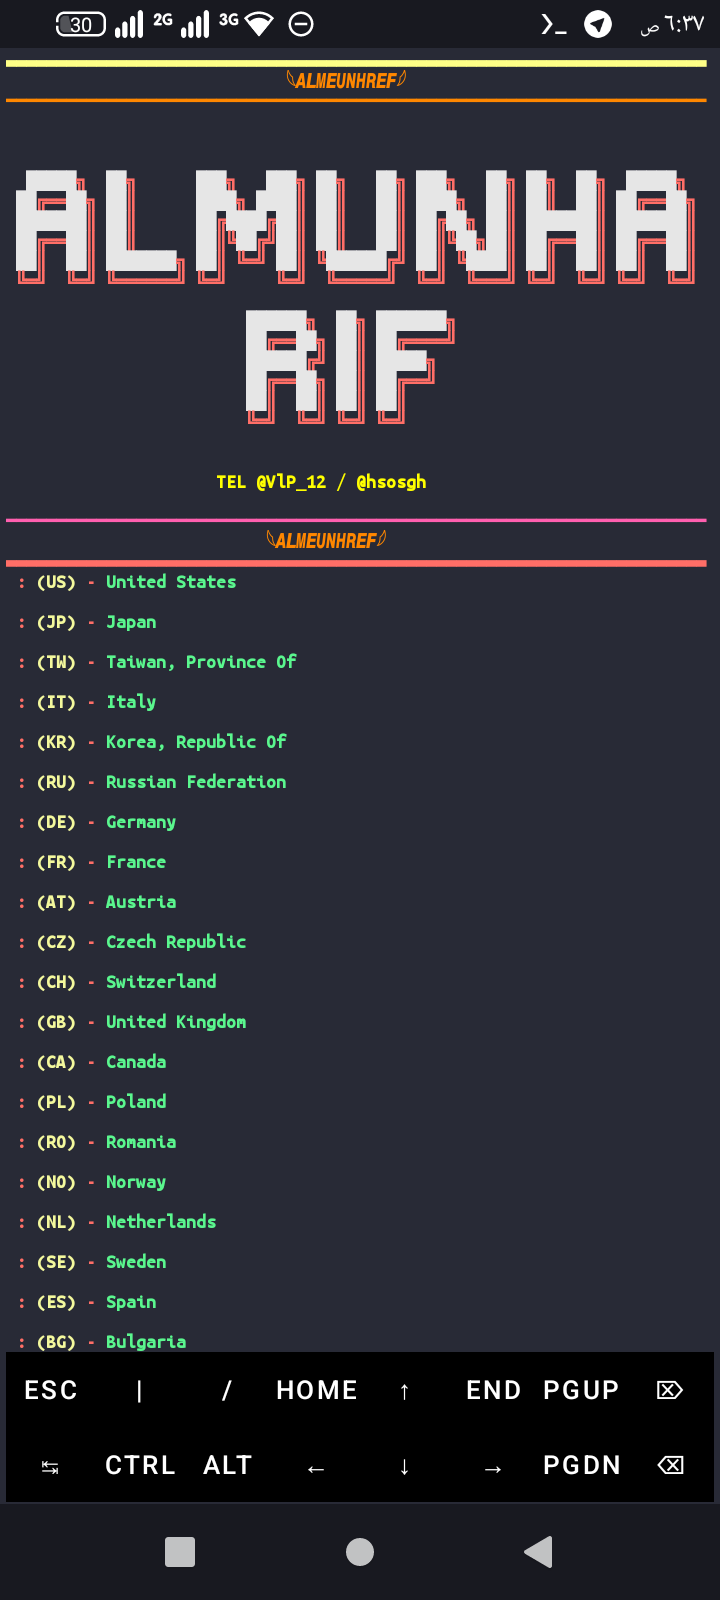 30 2G 3G ٦:٣٧ ص
ALMEUNHREF
ALMUNHA
RIF
TEL @VlP_12 / @hsosgh
ALMEUNHREF
: (US) - United States
: (JP) - Japan
: (TW) - Taiwan, Province Of
: (IT) - Italy
: (KR) - Korea, Republic Of
: (RU) - Russian Federation
: (DE) - Germany
: (FR) - France
: (AT) - Austria
: (CZ) - Czech Republic
: (CH) - Switzerland
: (GB) - United Kingdom
: (CA) - Canada
: (PL) - Poland
: (RO) - Romania
: (NO) - Norway
: (NL) - Netherlands
: (SE) - Sweden
: (ES) - Spain
: (BG) - Bulgaria
ESC | / HOME ↑ END PGUP ⌦
↹ CTRL ALT ← ↓ → PGDN ⌫